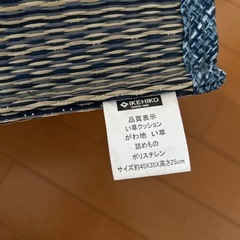 IKEHIKO
品質表示
い草クッション
がわ地 い草
詰めもの
ポリスチレン
サイズ約45X35X高さ25cm